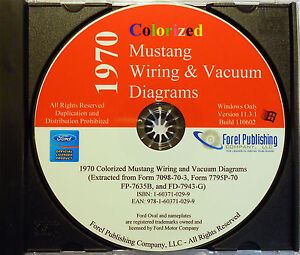 1970
Colorized
Mustang
Wiring & Vacuum
Diagrams
All Rights Reserved
Duplication and
Distribution Prohibited
Windows Only
Version 11.3.1
Build 110602
Ford
OFFICIAL
LICENSED
PRODUCT
Forel Publishing
COMPANY, LLC
1970 Colorized Mustang Wiring and Vacuum Diagrams
(Extracted from Form 7098-70-3, Form 7795P-70
FP-7635B, and FD-7943-G)
ISBN: 1-60371-029-9
EAN: 978-1-60371-029-9
Ford Oval and nameplates
are registered trademarks owned and
licensed by Ford Motor Company
Forel Publishing Company, LLC - All Rights Reserved